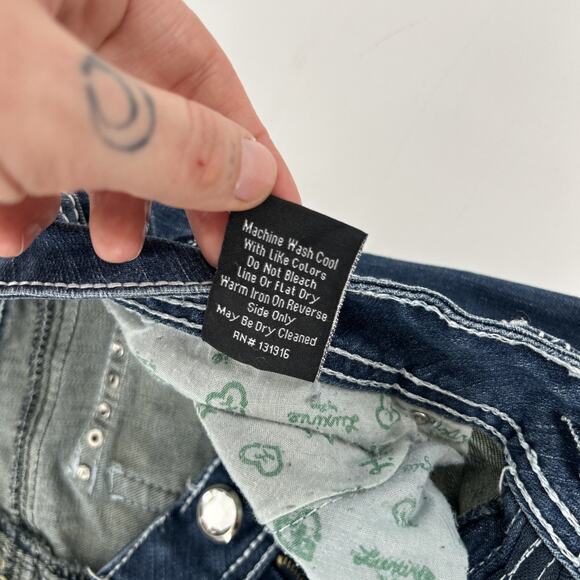 Machine Wash Cool
With Like Colors
Do Not Bleach
Line Or Flat Dry
Warm Iron On Reverse
Side Only
May Be Dry Cleaned
RN# 131916